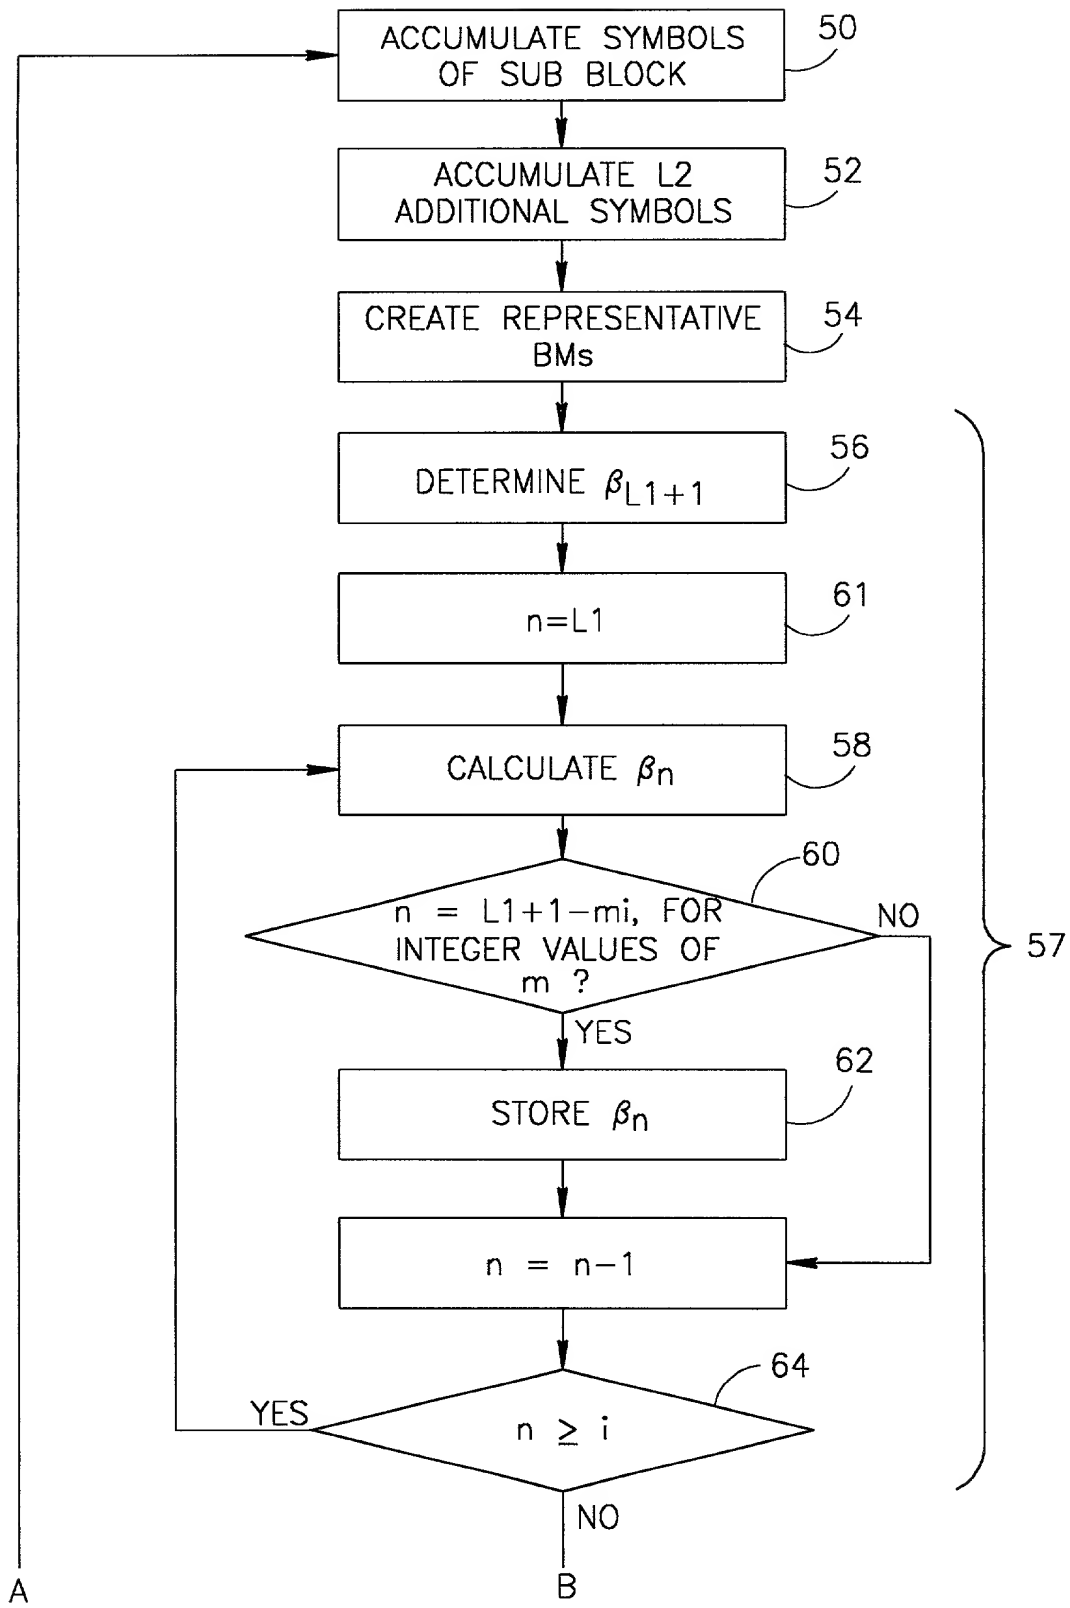 ACCUMULATE SYMBOLS
OF SUB BLOCK
50
ACCUMULATE L2
ADDITIONAL SYMBOLS
52
CREATE REPRESENTATIVE
BMs
54
DETERMINE βL1+1
56
n=L1
61
CALCULATE βn
58
n = L1+1-mi, FOR
INTEGER VALUES OF
m ?
60
NO
57
YES
STORE βn
62
n = n-1
n ≥ i
64
YES
NO
A
B